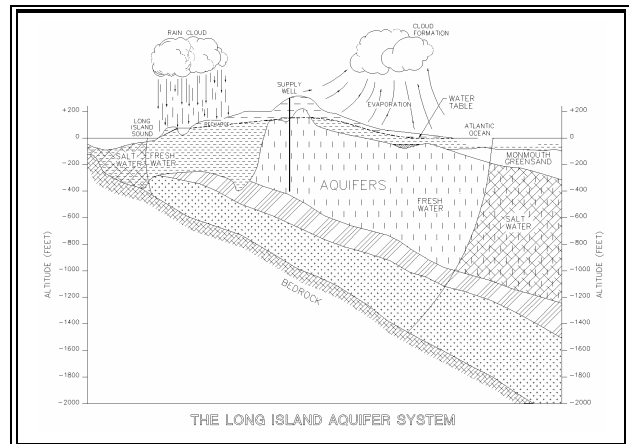 RAIN CLOUD
CLOUD
FORMATION
SUPPLY
WELL
WATER
TABLE
EVAPORATION
+200
LONG
ISLAND
SOUND
RECHARGE
ATLANTIC
OCEAN
+200
0
0
SALT
WATER
FRESH
WATER
MONMOUTH
GREENSAND
-200
-200
AQUIFERS
-400
FRESH
WATER
-400
SALT
WATER
-600
-600
-800
-800
-1000
-1000
ALTITUDE (FEET)
ALTITUDE (FEET)
BEDROCK
-1200
-1200
-1400
-1400
-1600
-1600
-1800
-1800
-2000
-2000
THE LONG ISLAND AQUIFER SYSTEM